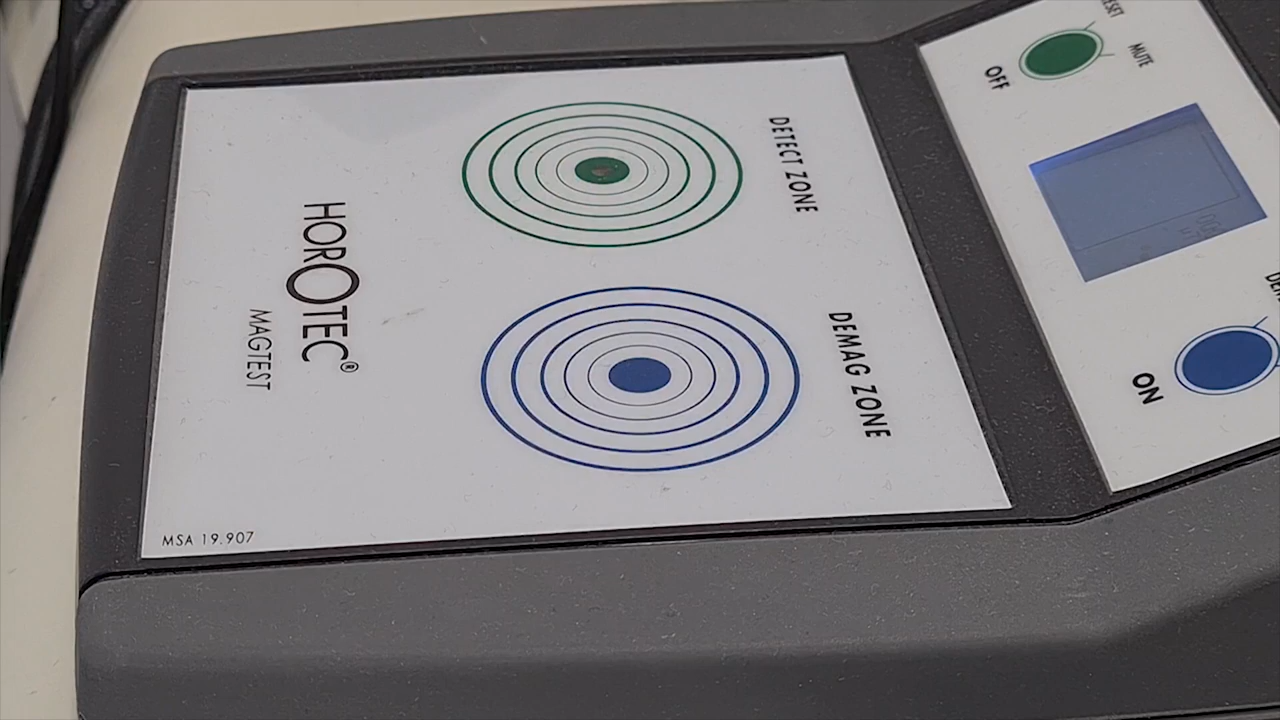 HOROTEC®
MAGTEST
MSA 19.907
DETECT ZONE
DEMAG ZONE
MUTE
OFF
ON